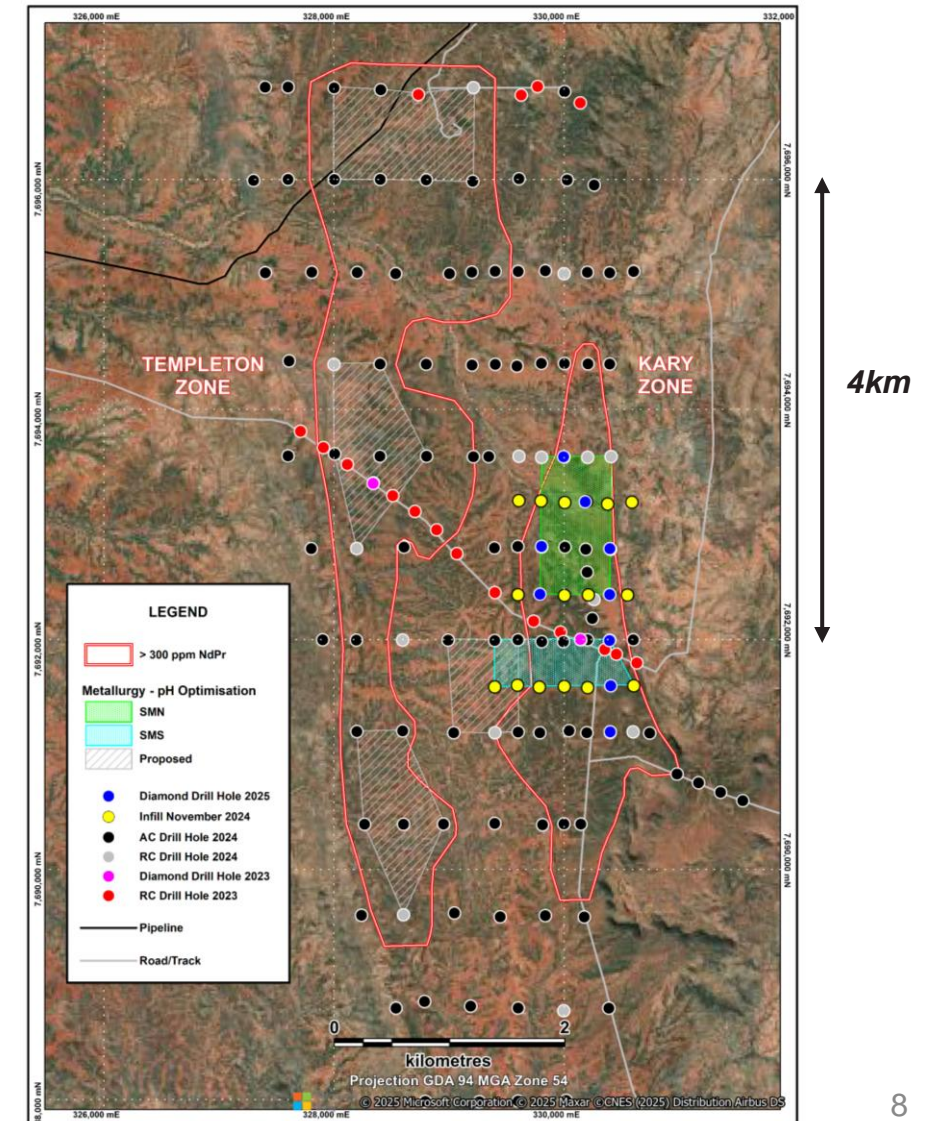 326,000 mE 328,000 mE 330,000 mE 332,000
7,696,000 mN 7,696,000 mN
TEMPLETON
ZONE
KARY
ZONE
4km
7,694,000 mN 7,694,000 mN
LEGEND
> 300 ppm NdPr
Metallurgy - pH Optimisation
SMN
SMS
Proposed
Diamond Drill Hole 2025
Infill November 2024
AC Drill Hole 2024
RC Drill Hole 2024
Diamond Drill Hole 2023
RC Drill Hole 2023
Pipeline
Road/Track
7,692,000 mN
7,690,000 mN 7,690,000 mN
0 2
kilometres
Projection GDA 94 MGA Zone 54
© 2025 Microsoft Corporation © 2025 Maxar ©CNES (2025) Distribution Airbus DS
88,000 mN
326,000 mE 328,000 mE 330,000 mE
8